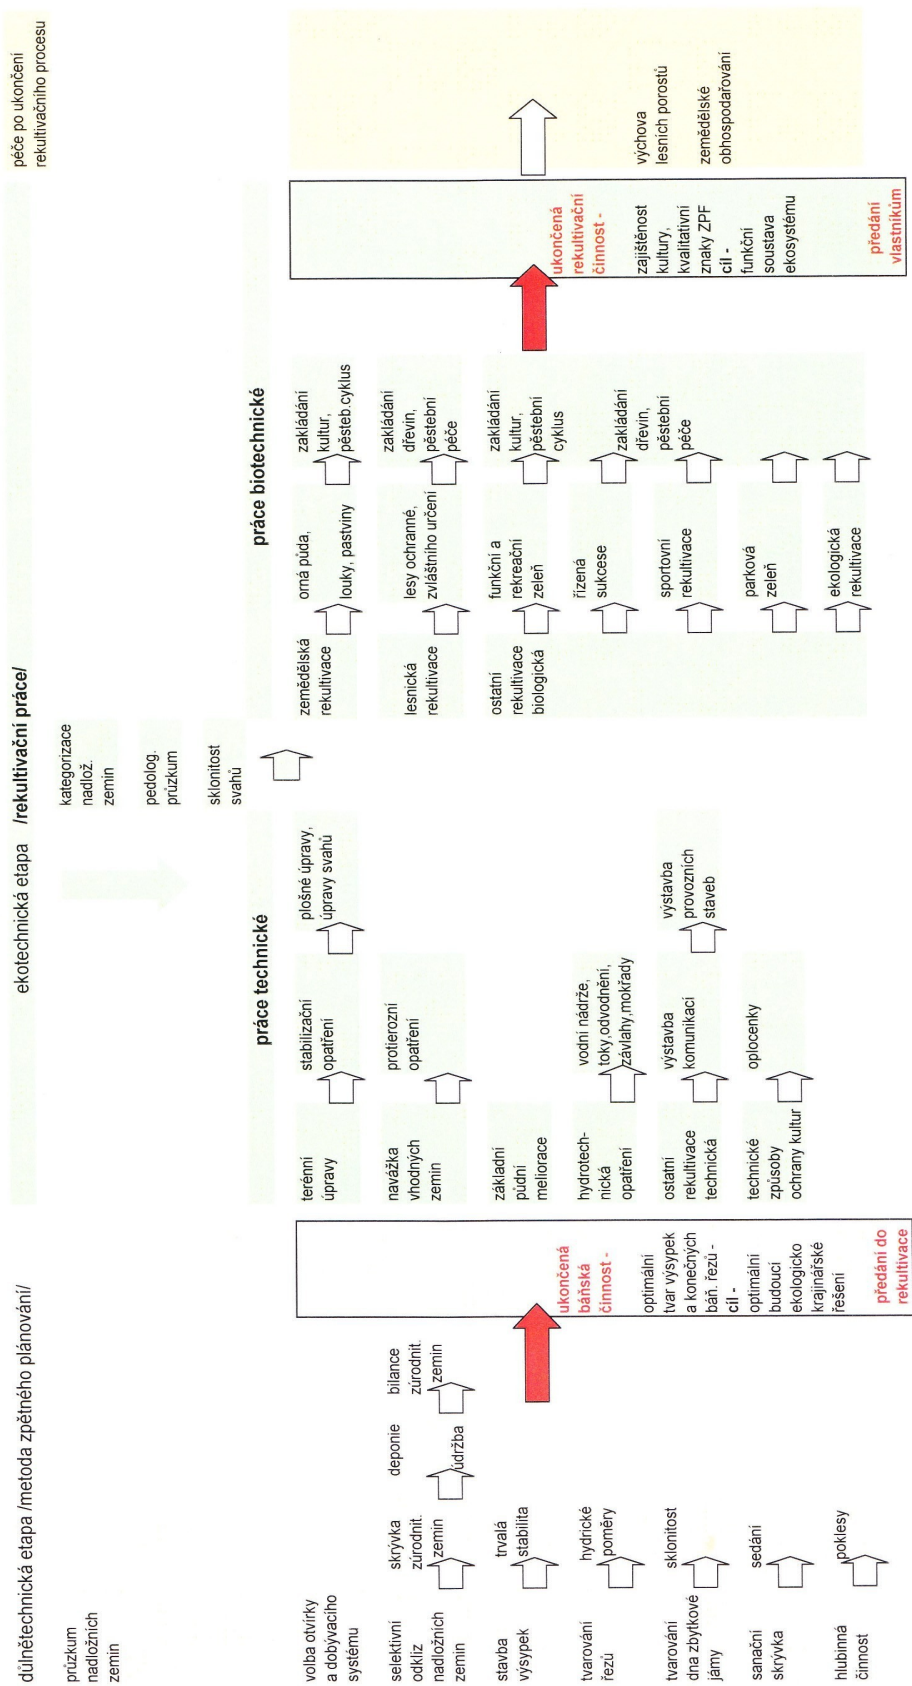 důlnětechnická etapa /metoda zpětného plánování/
průzkum
nadložních
zemin
volba otvírky
a dobývacího
systému
selektivní
odkliz
nadložních
zemin
skrývka
zúrodnit.
zemin
deponie
údržba
bilance
zúrodnit.
zemin
stavba
výsypek
trvalá
stabilita
tvarování
řezů
hydrické
poměry
tvarování
dna zbytkové
jámy
sklonitost
sanační
skrývka
sedání
hlubinná
činnost
poklesy
ukončená
báňská
činnost -
optimální
tvar výsypek
a konečných
báň. řezů -
cíl -
optimální
budoucí
ekologicko
krajinářské
řešení
předání do
rekultivace
ekotechnická etapa /rekultivační práce/
kategorizace
nadlož.
zemin
pedolog.
průzkum
sklonitost
svahů
práce technické
terénní
úpravy
stabilizační
opatření
plošné úpravy,
úpravy svahů
navážka
vhodných
zemin
protierozní
opatření
základní
půdní
meliorace
hydrotech-
nická
opatření
vodní nádrže,
toky,odvodnění,
závlahy,mokřady
ostatní
rekultivace
technická
výstavba
komunikací
výstavba
provozních
staveb
technické
způsoby
ochrany kultur
oplocenky
práce biotechnické
zemědělská
rekultivace
orná půda,
louky, pastviny
zakládání
kultur,
pěsteb.cyklus
lesnická
rekultivace
lesy ochranné,
zvláštního určení
zakládání
dřevin,
pěstební
péče
ostatní
rekultivace
biologická
funkční a
rekreační
zeleň
zakládání
kultur,
pěstební
cyklus
řízená
sukcese
zakládání
dřevin,
pěstební
péče
sportovní
rekultivace
parková
zeleň
ekologická
rekultivace
ukončená
rekultivační
činnost -
zajištěnost
kultury,
kvalitativní
znaky ZPF
cíl -
funkční
soustava
ekosystému
předání
vlastníkům
péče po ukončení
rekultivačního procesu
výchova
lesních porostů
zemědělské
obhospodařování